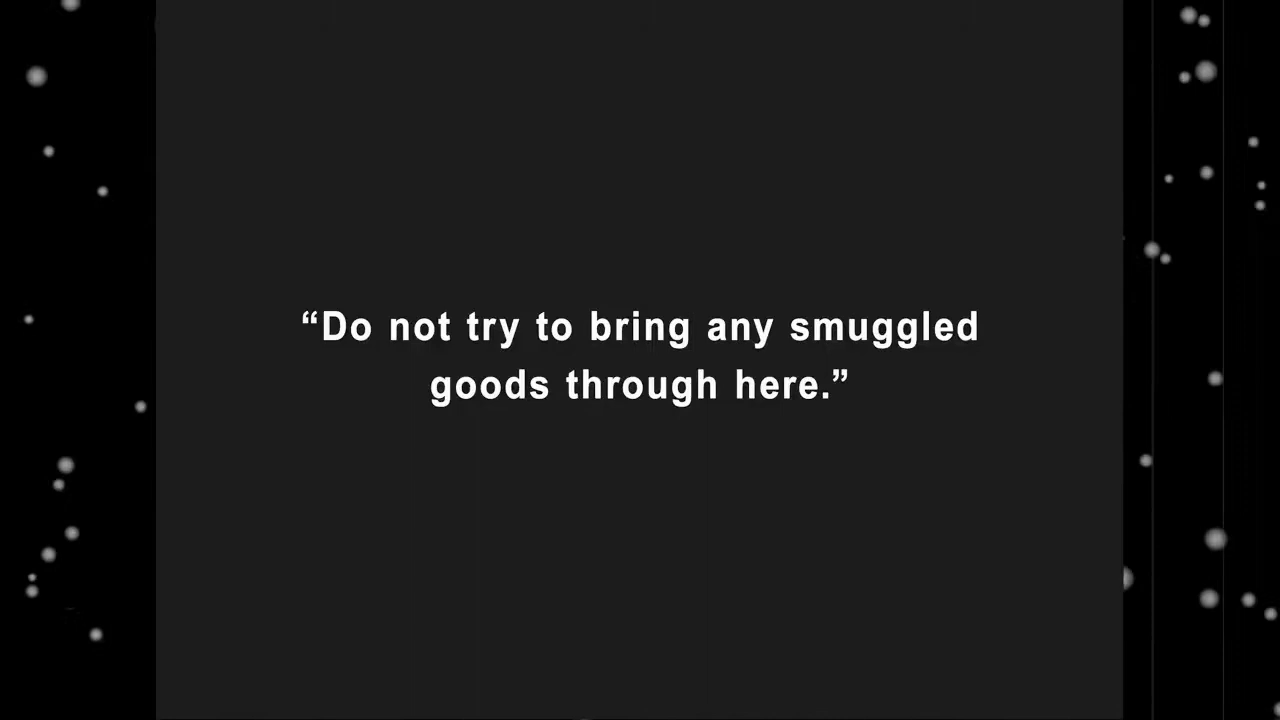 “Do not try to bring any smuggled
goods through here.”